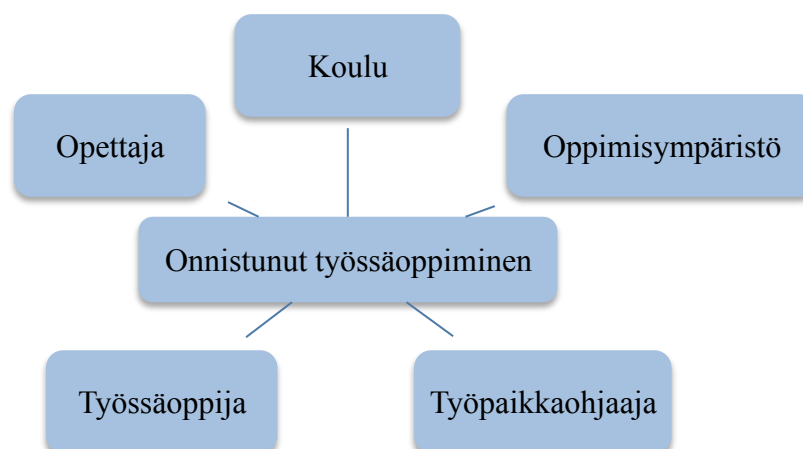 Koulu
Opettaja
Oppimisympäristö
Onnistunut työssäoppiminen
Työssäoppija
Työpaikkaohjaaja